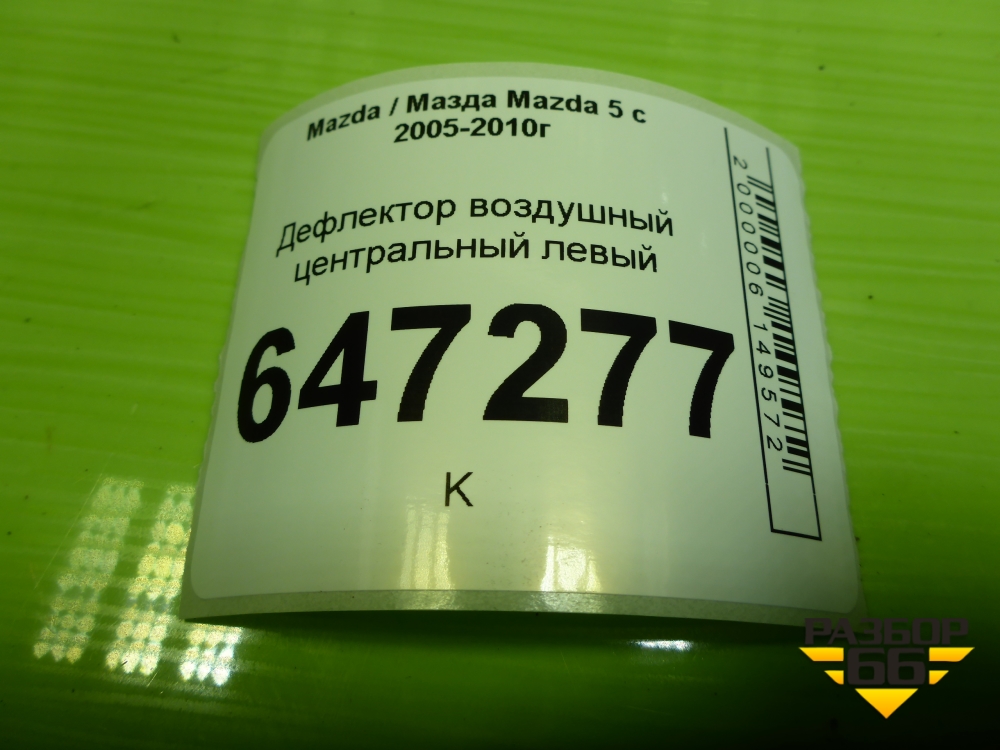 Mazda / Мазда Mazda 5 с
2005-2010г
Дефлектор воздушный
центральный левый
647277
К
2000006149572
РАЗБОР
66